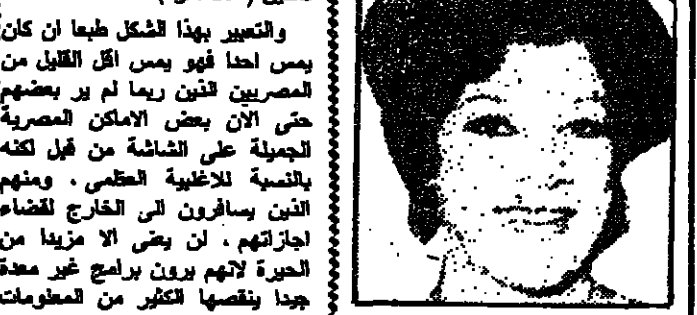 والتعبير بهذا الشكل طبعا ان كان
يمس احدا فهو يمس اقل القليل من
المصريين الذين ربما لم ير بعضهم
حتى الان بعض الاماكن المصرية
الجميلة على الشاشة من قبل لكنه
بالنسبة للاغلبية العظمى . ومنهم
الذين يسافرون الى الخارج لقضاء
اجازاتهم . لن يعنى الا مزيدا من
الحيرة لانهم يرون برامج غير معدة
جيدا ينقصها الكثير من المعلومات